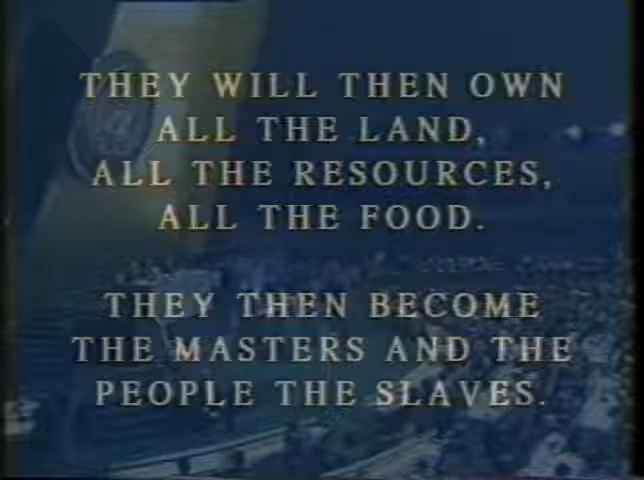 THEY WILL THEN OWN
ALL THE LAND,
ALL THE RESOURCES,
ALL THE FOOD.
THEY THEN BECOME
THE MASTERS AND THE
PEOPLE THE SLAVES.